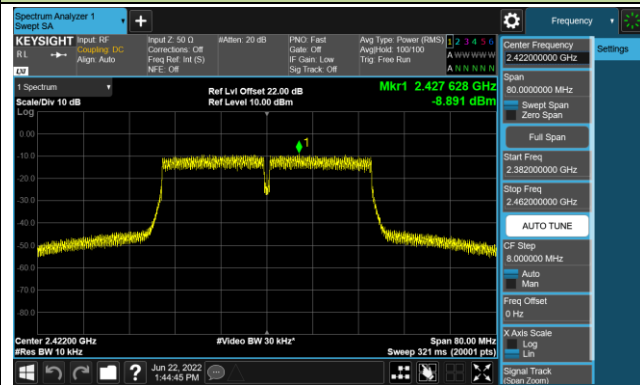 Spectrum Analyzer 1
Swept SA
Frequency
KEYSIGHT
Input: RF
Input Z: 50 Ω
#Atten: 20 dB
PNO: Fast
Avg Type: Power (RMS)
1 2 3 4 5 6
RL
Coupling: DC
Corrections: Off
Gate: Off
Avg|Hold: 100/100
A W W W W W
Align: Auto
Freq Ref: Int (S)
IF Gain: Low
Trig: Free Run
LXI
NFE: Off
Sig Track: Off
A N N N N N
1 Spectrum
Ref Lvl Offset 22.00 dB
Mkr1 2.427 628 GHz
Scale/Div 10 dB
Ref Level 10.00 dBm
-8.891 dBm
Log
0.00
1
-10.0
-20.0
-30.0
-40.0
-50.0
-60.0
-70.0
-80.0
Center 2.42200 GHz
#Video BW 30 kHz*
Span 80.00 MHz
#Res BW 10 kHz
Sweep 321 ms (20001 pts)
Jun 22, 2022
1:44:45 PM
Center Frequency
2.422000000 GHz
Settings
Span
80.0000000 MHz
Swept Span
Zero Span
Full Span
Start Freq
2.382000000 GHz
Stop Freq
2.462000000 GHz
AUTO TUNE
CF Step
8.000000 MHz
Auto
Man
Freq Offset
0 Hz
X Axis Scale
Log
Lin
Signal Track
(Span Zoom)